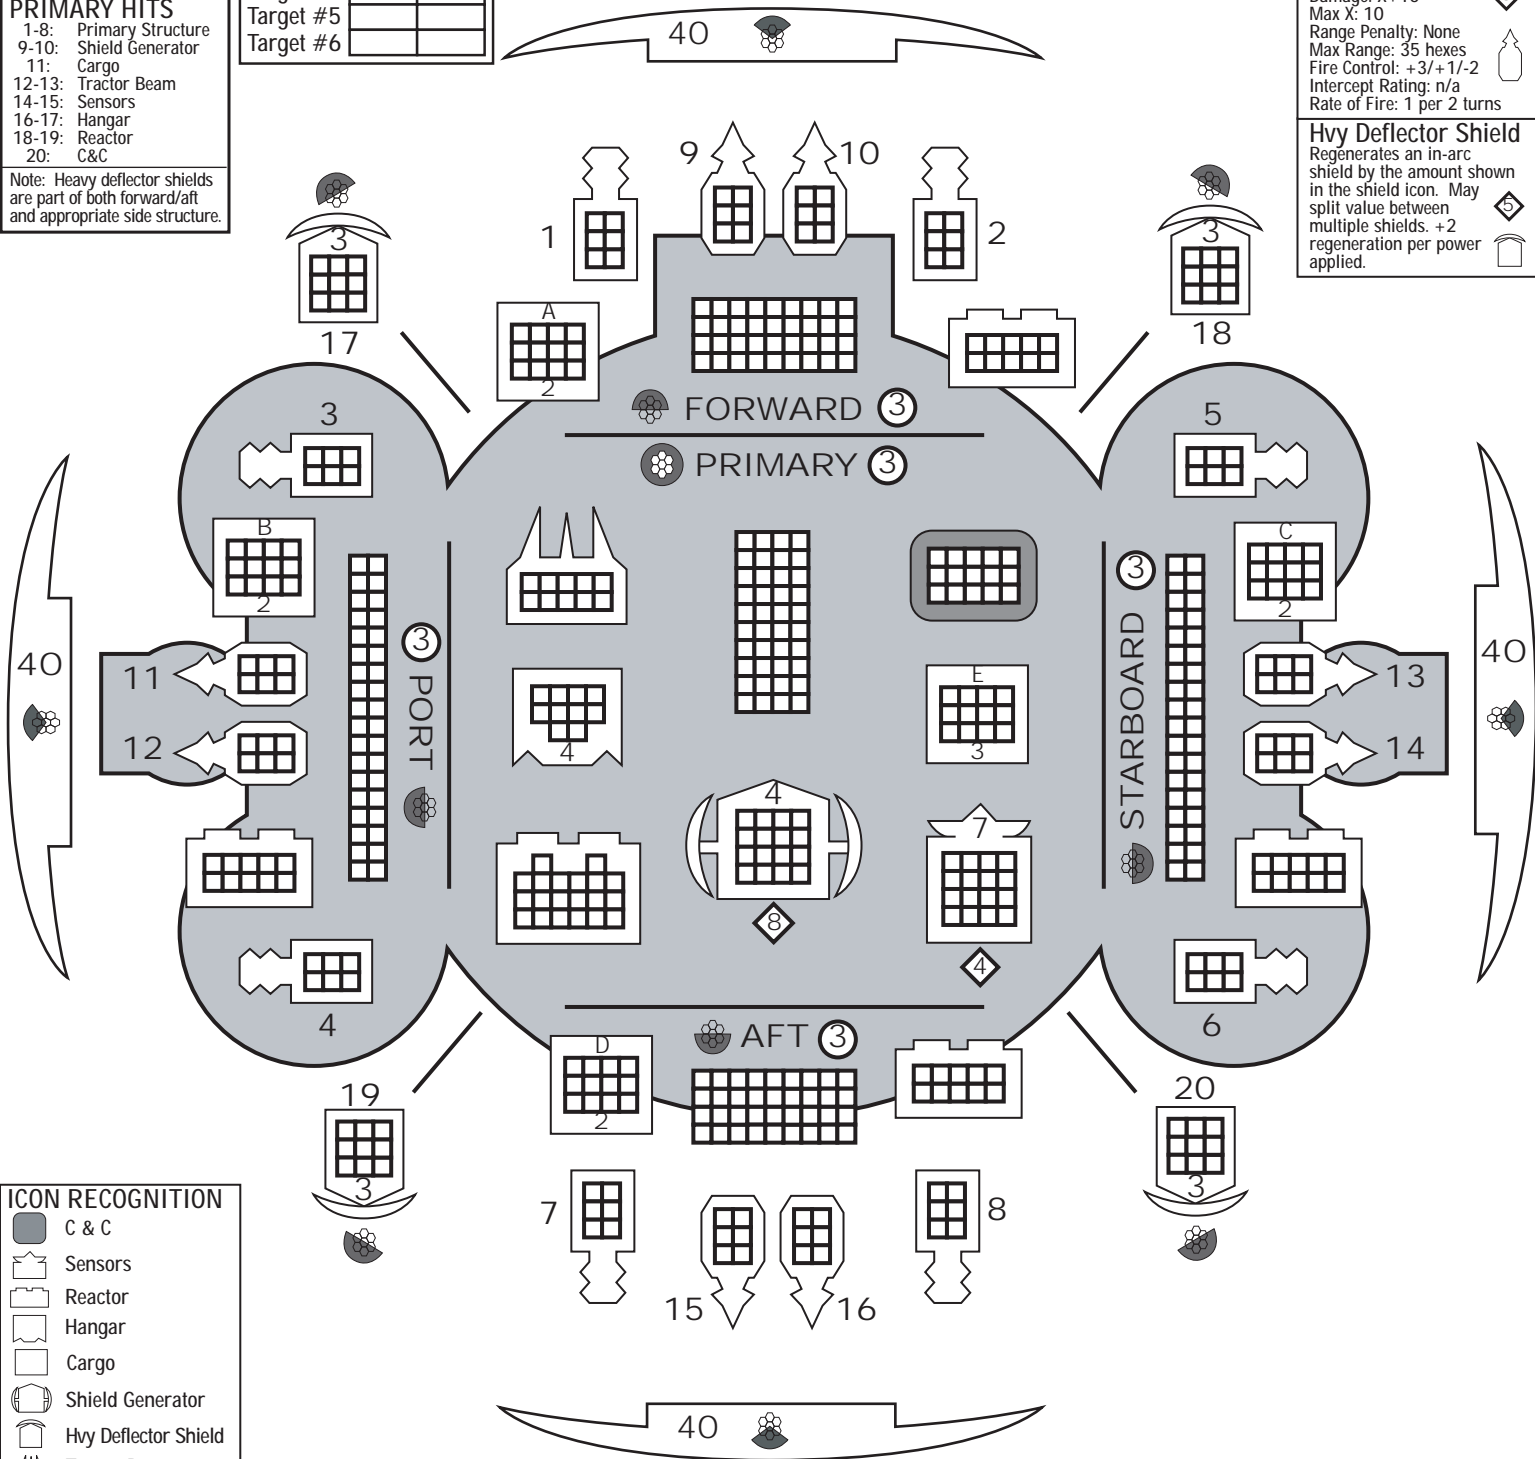 PRIMARY HITS
1-8: Primary Structure
9-10: Shield Generator
11: Cargo
12-13: Tractor Beam
14-15: Sensors
16-17: Hangar
18-19: Reactor
20: C&C
Note: Heavy deflector shields
are part of both forward/aft
and appropriate side structure.
Target #5
Target #6
40
Max X: 10
Range Penalty: None
Max Range: 35 hexes
Fire Control: +3/+1/-2
Intercept Rating: n/a
Rate of Fire: 1 per 2 turns
Hvy Deflector Shield
Regenerates an in-arc
shield by the amount shown
in the shield icon. May
split value between
multiple shields. +2
regeneration per power
applied.
5
9
10
1
2
3
17
3
18
A
2
FORWARD 3
PRIMARY 3
3
5
B
2
C
2
3
PORT
3
STARBOARD
40
11
12
40
13
14
4
E
3
4
8
7
4
4
6
AFT 3
D
2
19
3
20
3
7
8
15
16
40
ICON RECOGNITION
C & C
Sensors
Reactor
Hangar
Cargo
Shield Generator
Hvy Deflector Shield